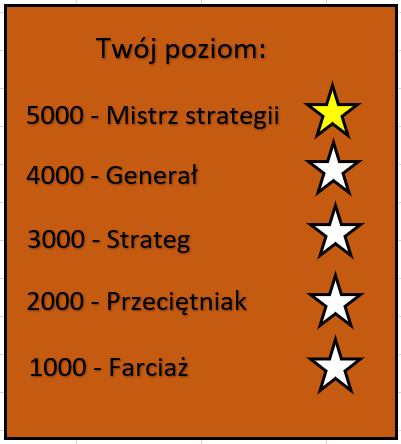 Twój poziom:
5000 - Mistrz strategii
4000 - Generał
3000 - Strateg
2000 - Przeciętniak
1000 - Farciaż